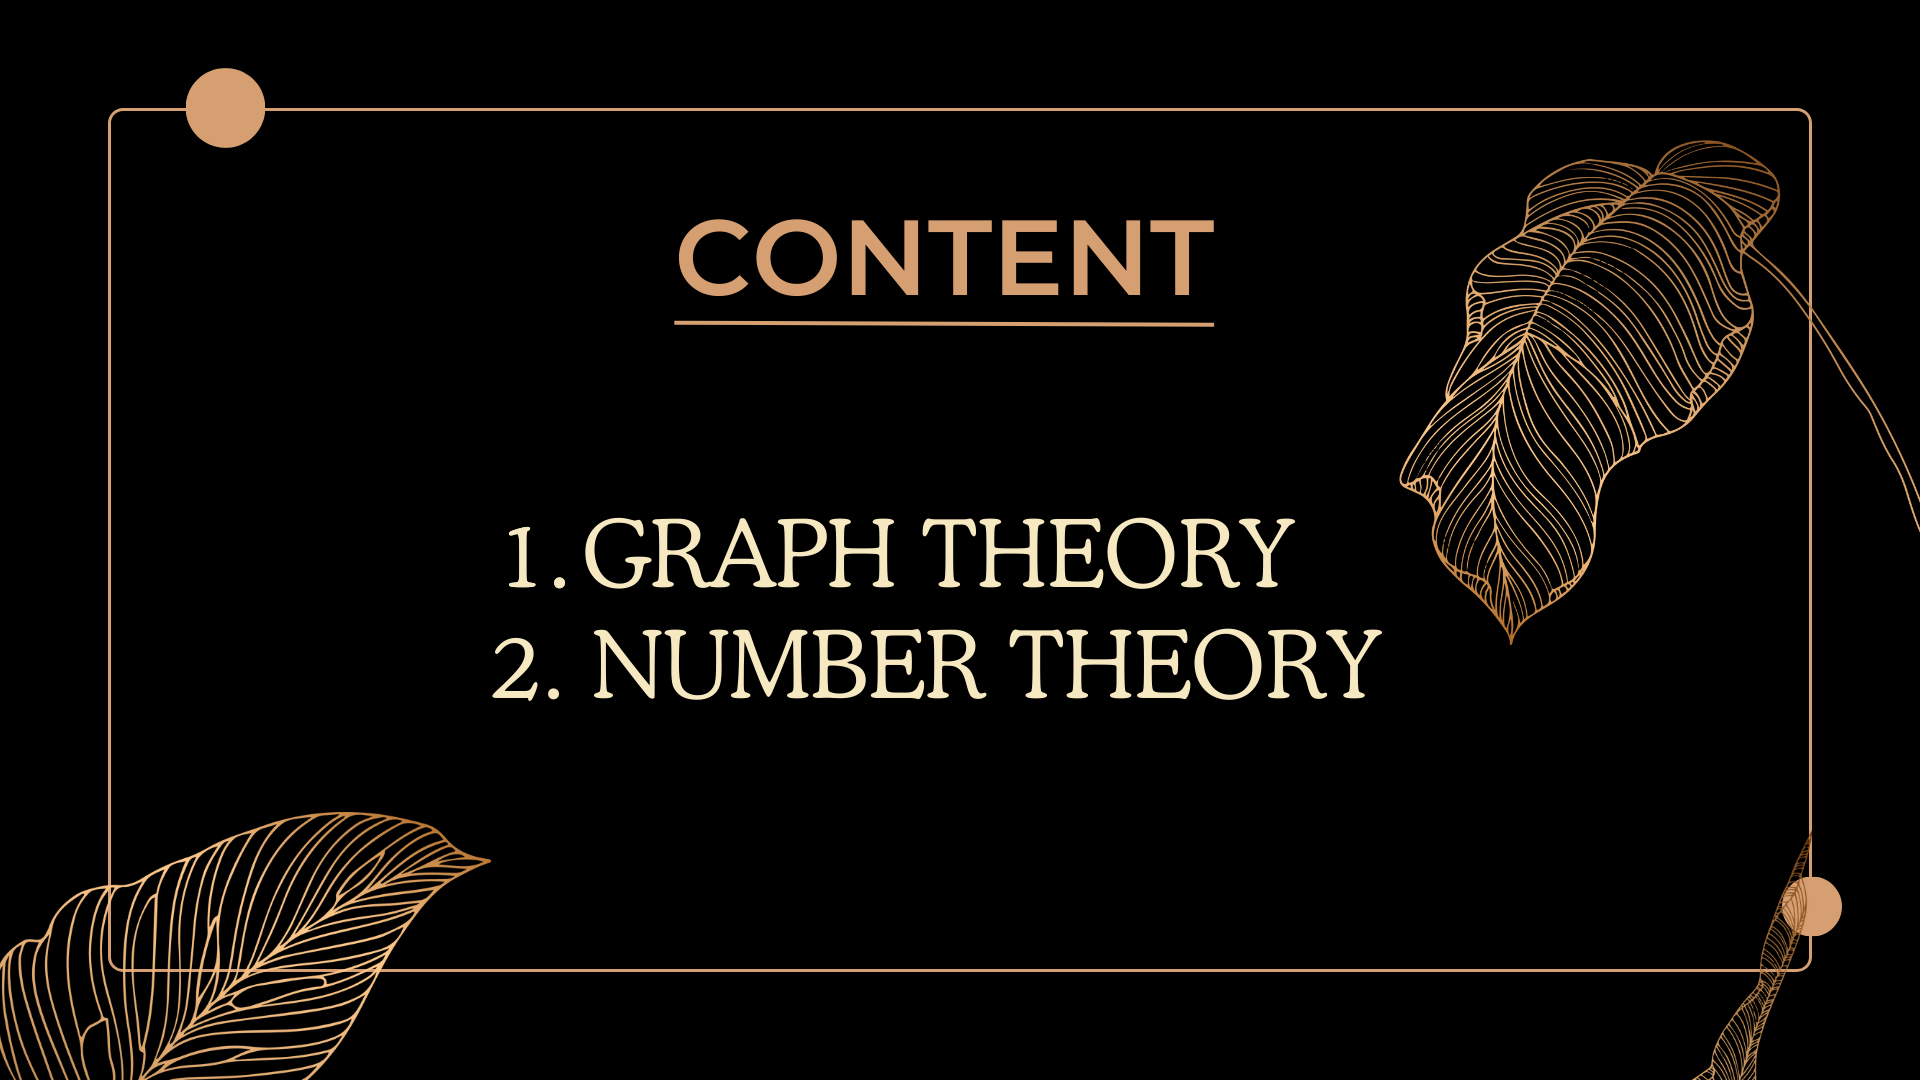 CONTENT
1. GRAPH THEORY
2. NUMBER THEORY